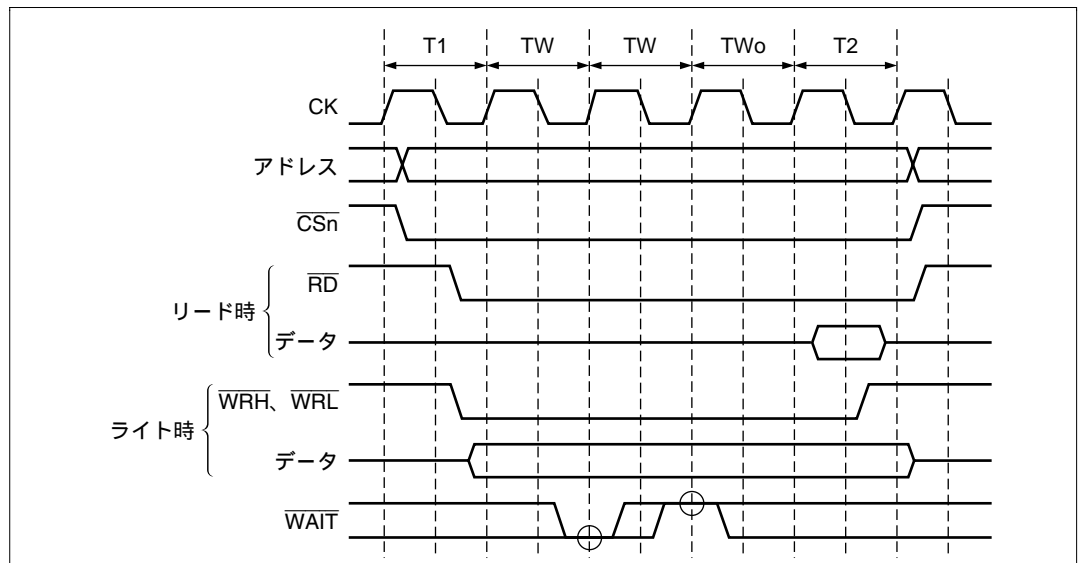 T1 TW TW TWo T2
CK
アドレス
CSn
RD
リード時
データ
WRH、WRL
ライト時
データ
WAIT